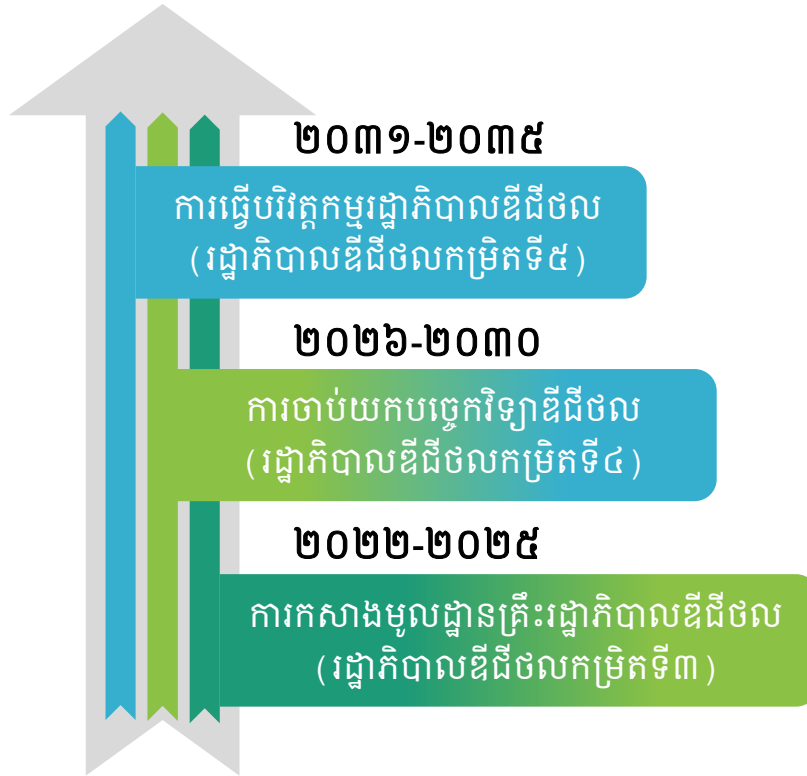 ២០៣១-២០៣៥
ការធ្វើបរិវត្តកម្មរដ្ឋាភិបាលឌីជីថល
(រដ្ឋាភិបាលឌីជីថលកម្រិតទី៥)
២០២៦-២០៣០
ការចាប់យកបច្ចេកវិទ្យាឌីជីថល
(រដ្ឋាភិបាលឌីជីថលកម្រិតទី៤)
២០២២-២០២៥
ការកសាងមូលដ្ឋានគ្រឹះរដ្ឋាភិបាលឌីជីថល
(រដ្ឋាភិបាលឌីជីថលកម្រិតទី៣)